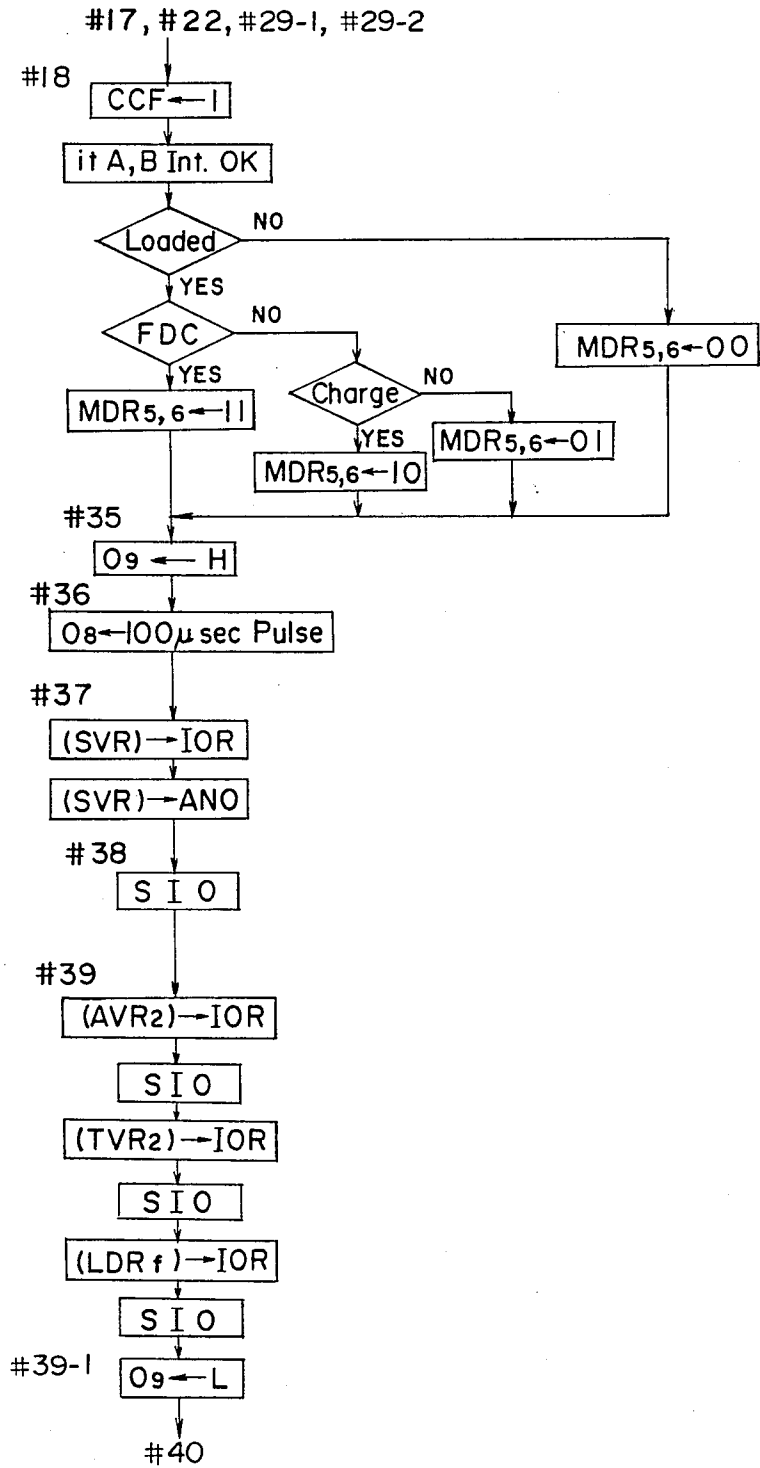 #17, #22, #29-1, #29-2
#18
CCF←1
it A, B Int. OK
Loaded
NO
YES
FDC
NO
YES
MDR5,6←11
Charge
NO
YES
MDR5,6←10
MDR5,6←01
MDR5,6←00
#35
O9 ← H
#36
O8←100μsec Pulse
#37
(SVR)→IOR
(SVR)→ANO
#38
SIO
#39
(AVR2)→IOR
SIO
(TVR2)→IOR
SIO
(LDRf)→IOR
SIO
#39-1
O9←L
#40